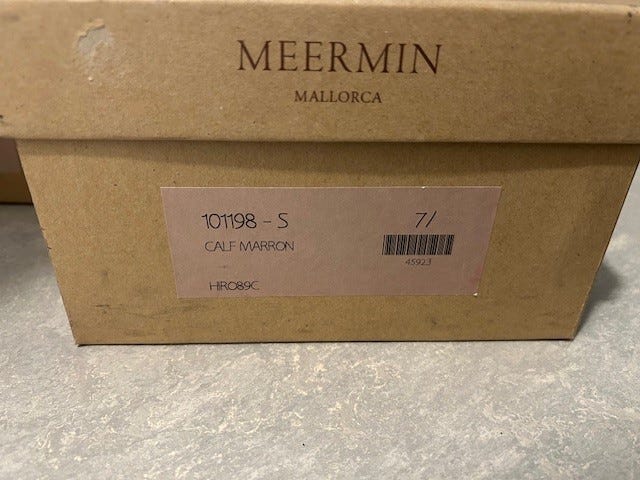 MEERMIN
MALLORCA
101198 - S 7/
CALF MARRON
45923
HIRO89C